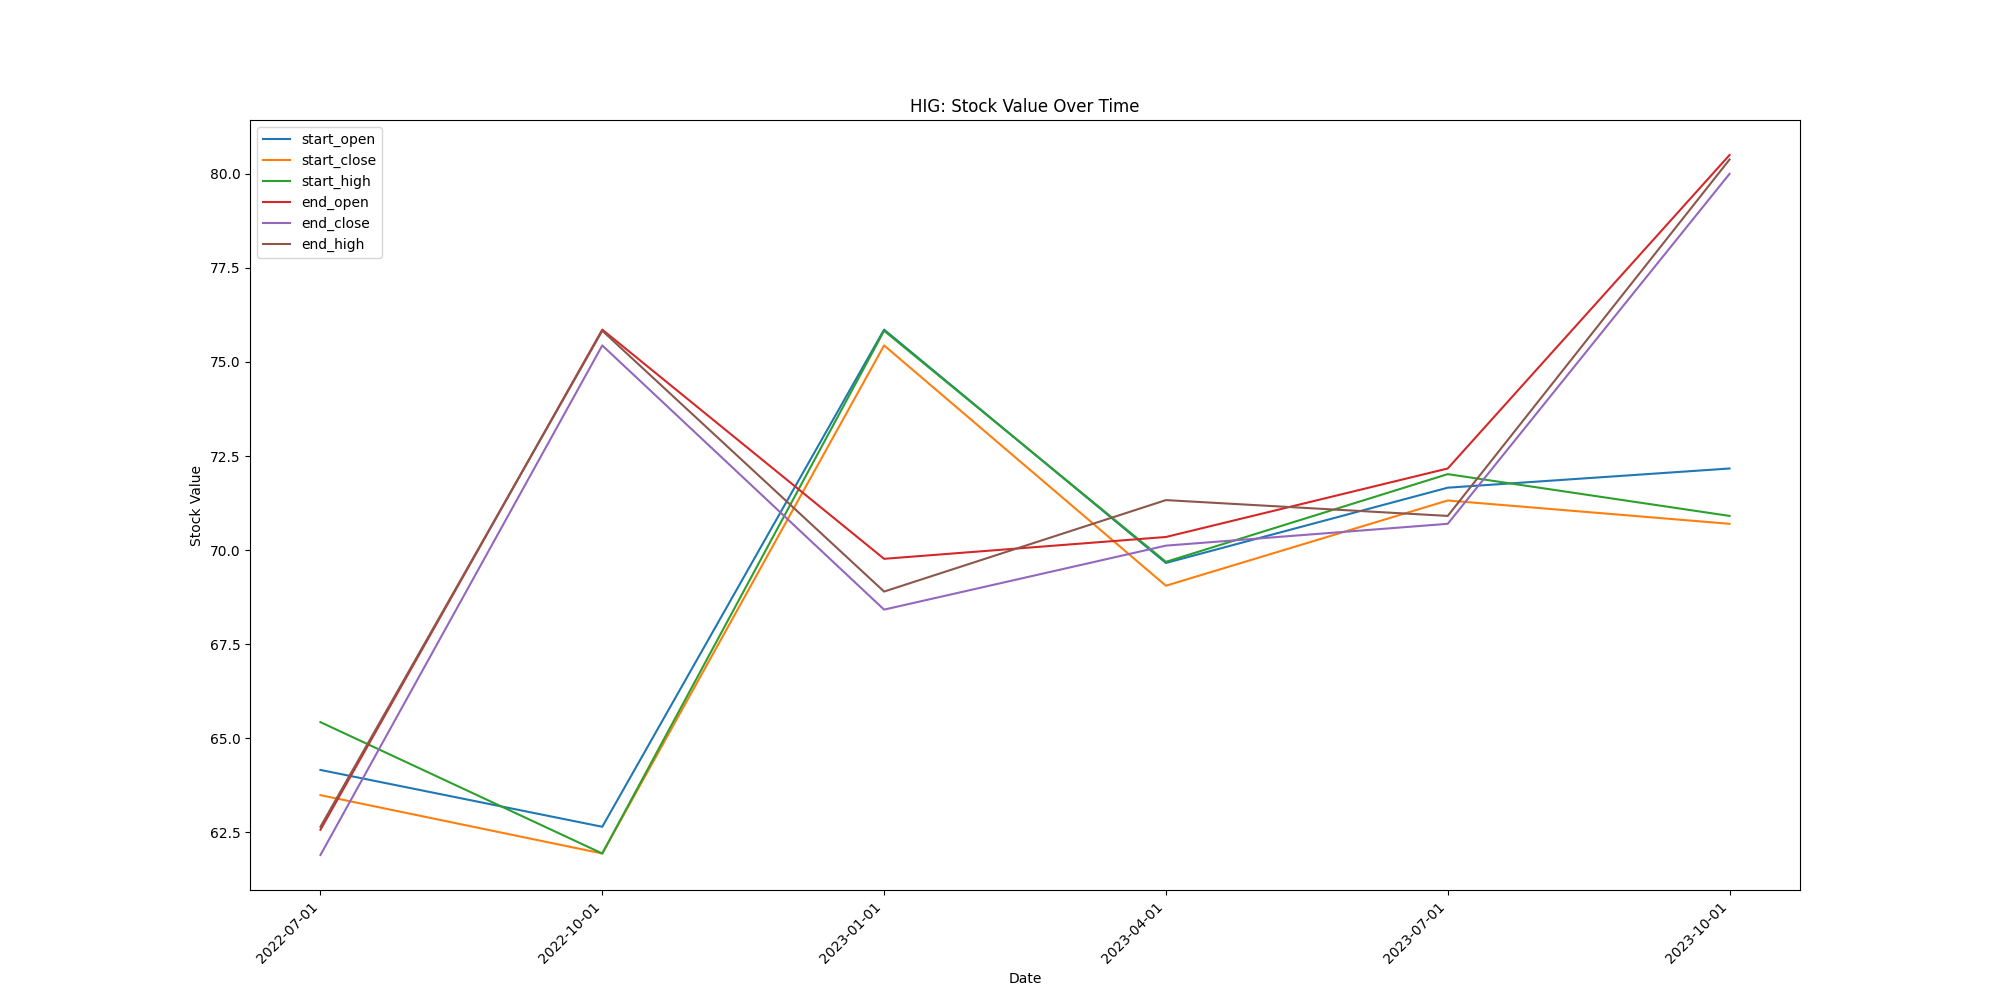 HIG: Stock Value Over Time
start_open
start_close
start_high
end_open
end_close
end_high
80.0
77.5
75.0
72.5
70.0
67.5
65.0
62.5
Stock Value
2022-07-01
2022-10-01
2023-01-01
2023-04-01
2023-07-01
2023-10-01
Date